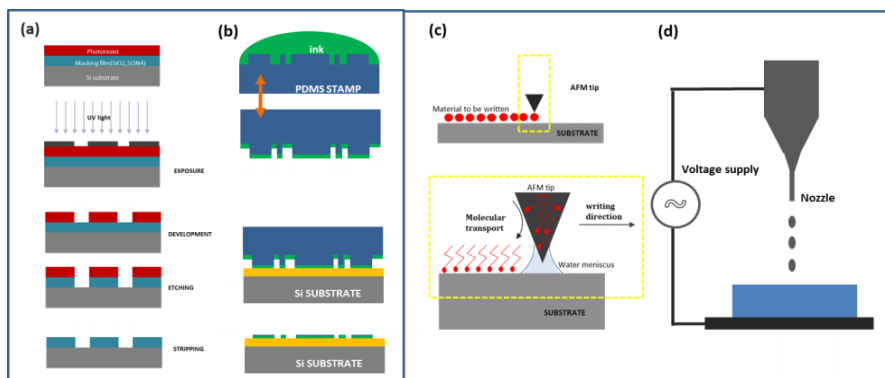 (a)
Photoresist
Masking film(SiO2,Si3N4)
Si substrate
UV light
EXPOSURE
DEVELOPMENT
ETCHING
STRIPPING
(b)
ink
PDMS STAMP
Si SUBSTRATE
Si SUBSTRATE
(c)
AFM tip
Material to be written
SUBSTRATE
AFM tip
Molecular
transport
writing
direction
Water meniscus
SUBSTRATE
(d)
Voltage supply
Nozzle